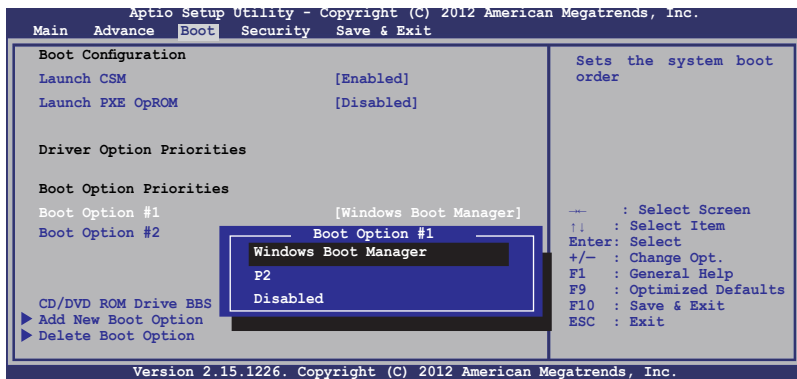 Aptio Setup Utility - Copyright (C) 2012 American Megatrends, Inc.
Main Advance Boot Security Save & Exit
Boot Configuration
Launch CSM [Enabled]
Launch PXE OpROM [Disabled]
Driver Option Priorities
Boot Option Priorities
Boot Option #1 [Windows Boot Manager]
Boot Option #2
Boot Option #1
Windows Boot Manager
P2
Disabled
CD/DVD ROM Drive BBS
Add New Boot Option
Delete Boot Option
Sets the system boot
order
→← : Select Screen
↑↓ : Select Item
Enter: Select
+/— : Change Opt.
F1 : General Help
F9 : Optimized Defaults
F10 : Save & Exit
ESC : Exit
Version 2.15.1226. Copyright (C) 2012 American Megatrends, Inc.